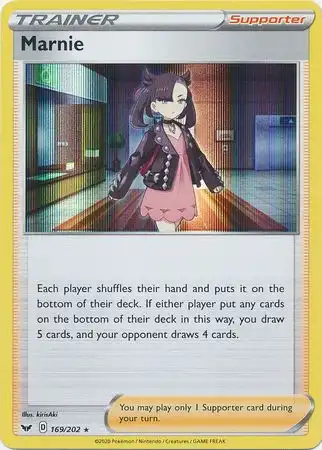 TRAINER
Supporter
Marnie
Each player shuffles their hand and puts it on the
bottom of their deck. If either player put any cards
on the bottom of their deck in this way, you draw
5 cards, and your opponent draws 4 cards.
Illus. kirisAki
D 169/202 ★
You may play only 1 Supporter card during
your turn.
©2020 Pokémon / Nintendo / Creatures / GAME FREAK